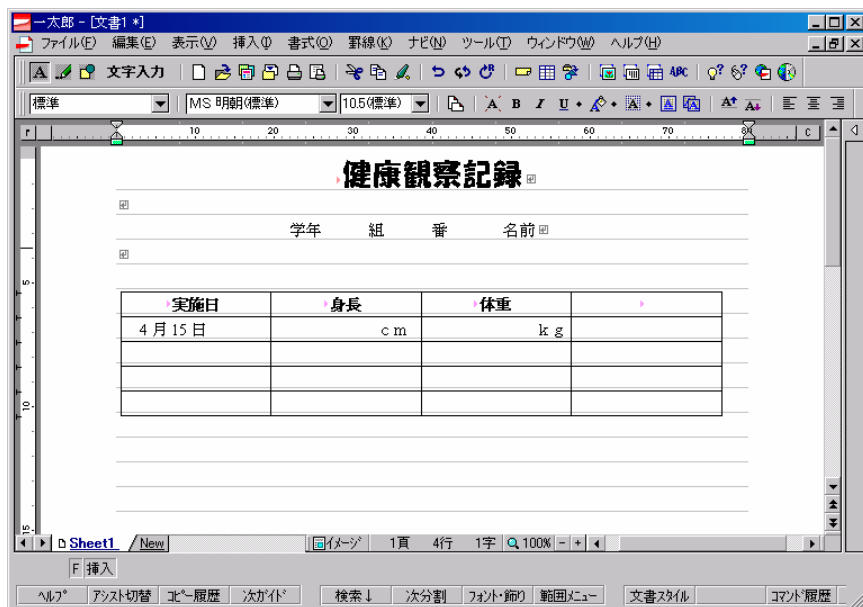 一太郎 - [文書1 *]
ファイル(F) 編集(E) 表示(V) 挿入(I) 書式(O) 罫線(K) ナビ(N) ツール(T) ウィンドウ(W) ヘルプ(H)
A 文字入力 ABC
標準 MS 明朝(標準) 10.5(標準) A B I U
10 20 30 40 50 60 70 80 C
健康観察記録
学年 組 番 名前
実施日 身長 体重
4月15日 cm kg
5
10
15
Sheet1 New イメージ 1頁 4行 1字 100%
F 挿入
ヘルプ アシスト切替 コピー履歴 次ガイド 検索↓ 次分割 フォント・飾り 範囲メニュー 文書スタイル コマンド履歴